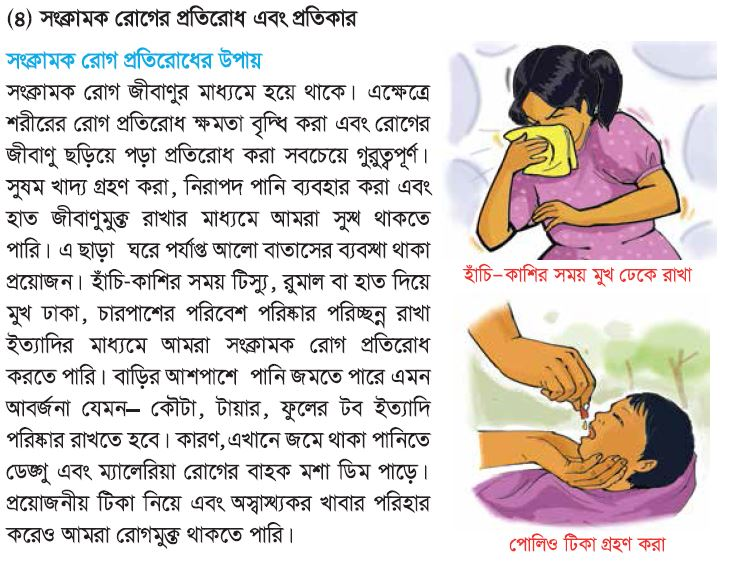 (৪) সংক্রামক রোগের প্রতিরোধ এবং প্রতিকার
সংক্রামক রোগ প্রতিরোধের উপায়
সংক্রামক রোগ জীবাণুর মাধ্যমে হয়ে থাকে। এক্ষেত্রে
শরীরের রোগ প্রতিরোধ ক্ষমতা বৃদ্ধি করা এবং রোগের
জীবাণু ছড়িয়ে পড়া প্রতিরোধ করা সবচেয়ে গুরুত্বপূর্ণ।
সুষম খাদ্য গ্রহণ করা, নিরাপদ পানি ব্যবহার করা এবং
হাত জীবাণুমুক্ত রাখার মাধ্যমে আমরা সুস্থ থাকতে
পারি। এ ছাড়া ঘরে পর্যাপ্ত আলো বাতাসের ব্যবস্থা থাকা
প্রয়োজন। হাঁচি-কাশির সময় টিস্যু, রুমাল বা হাত দিয়ে
মুখ ঢাকা, চারপাশের পরিবেশ পরিষ্কার পরিচ্ছন্ন রাখা
ইত্যাদির মাধ্যমে আমরা সংক্রামক রোগ প্রতিরোধ
করতে পারি। বাড়ির আশপাশে পানি জমতে পারে এমন
আবর্জনা যেমন– কৌটা, টায়ার, ফুলের টব ইত্যাদি
পরিষ্কার রাখতে হবে। কারণ, এখানে জমে থাকা পানিতে
ডেঙ্গু এবং ম্যালেরিয়া রোগের বাহক মশা ডিম পাড়ে।
প্রয়োজনীয় টিকা নিয়ে এবং অস্বাস্থ্যকর খাবার পরিহার
করেও আমরা রোগমুক্ত থাকতে পারি।
হাঁচি–কাশির সময় মুখ ঢেকে রাখা
পোলিও টিকা গ্রহণ করা